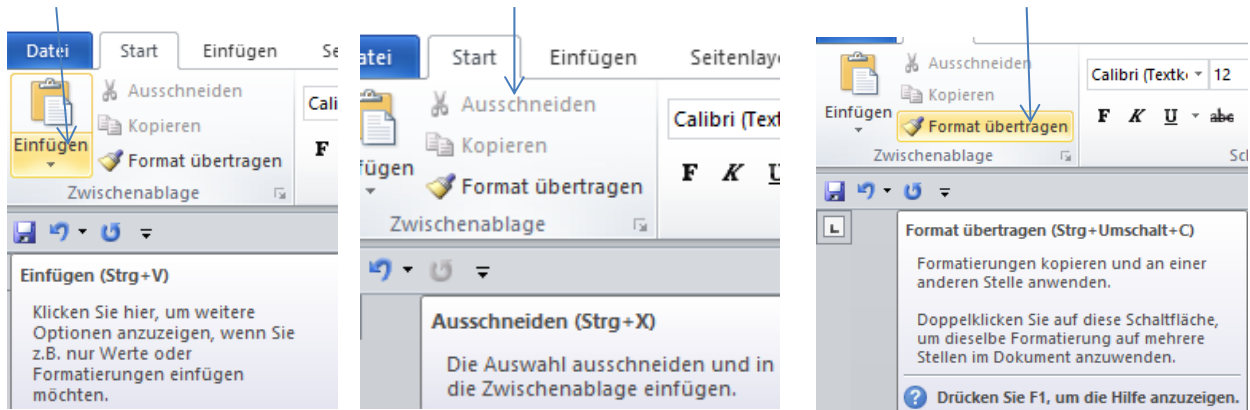 Datei Start Einfügen Se
Ausschneiden
Kopieren
Einfügen
Format übertragen
Cali
F
Zwischenablage
Einfügen (Strg+V)
Klicken Sie hier, um weitere
Optionen anzuzeigen, wenn Sie
z.B. nur Werte oder
Formatierungen einfügen
möchten.
atei Start Einfügen Seitenlay
Ausschneiden
Kopieren
fügen
Format übertragen
Calibri (Text
F K U
Zwischenablage
Ausschneiden (Strg+X)
Die Auswahl ausschneiden und in
die Zwischenablage einfügen.
Ausschneiden
Kopieren
Einfügen
Format übertragen
Calibri (Textk 12
F K U abc
Zwischenablage Sc
L
Format übertragen (Strg+Umschalt+C)
Formatierungen kopieren und an einer
anderen Stelle anwenden.
Doppelklicken Sie auf diese Schaltfläche,
um dieselbe Formatierung auf mehrere
Stellen im Dokument anzuwenden.
? Drücken Sie F1, um die Hilfe anzuzeigen.